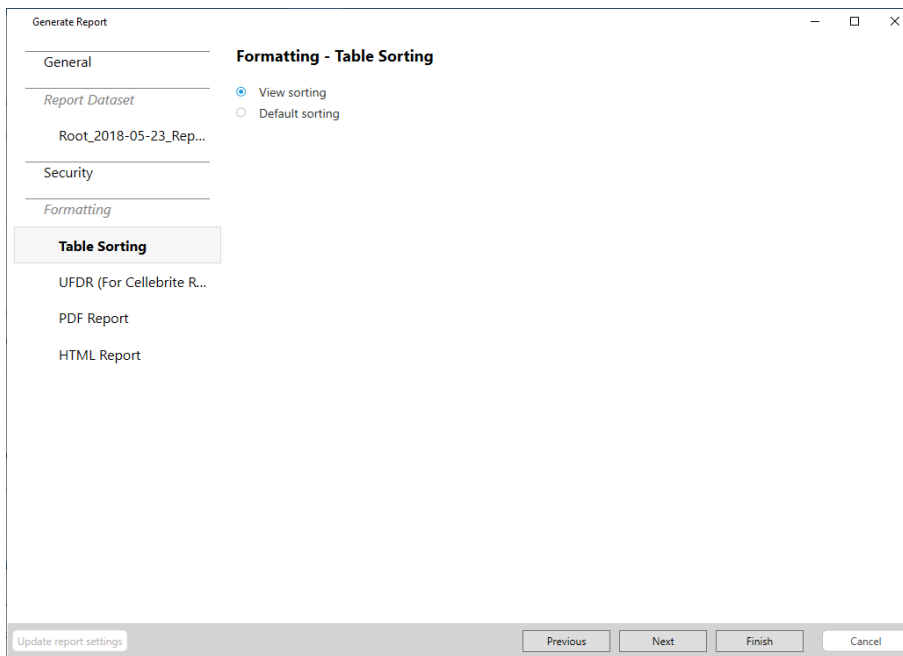 Generate Report
General
Report Dataset
Root_2018-05-23_Rep...
Security
Formatting
Table Sorting
UFDR (For Cellebrite R...
PDF Report
HTML Report
Formatting - Table Sorting
View sorting
Default sorting
Update report settings
Previous
Next
Finish
Cancel